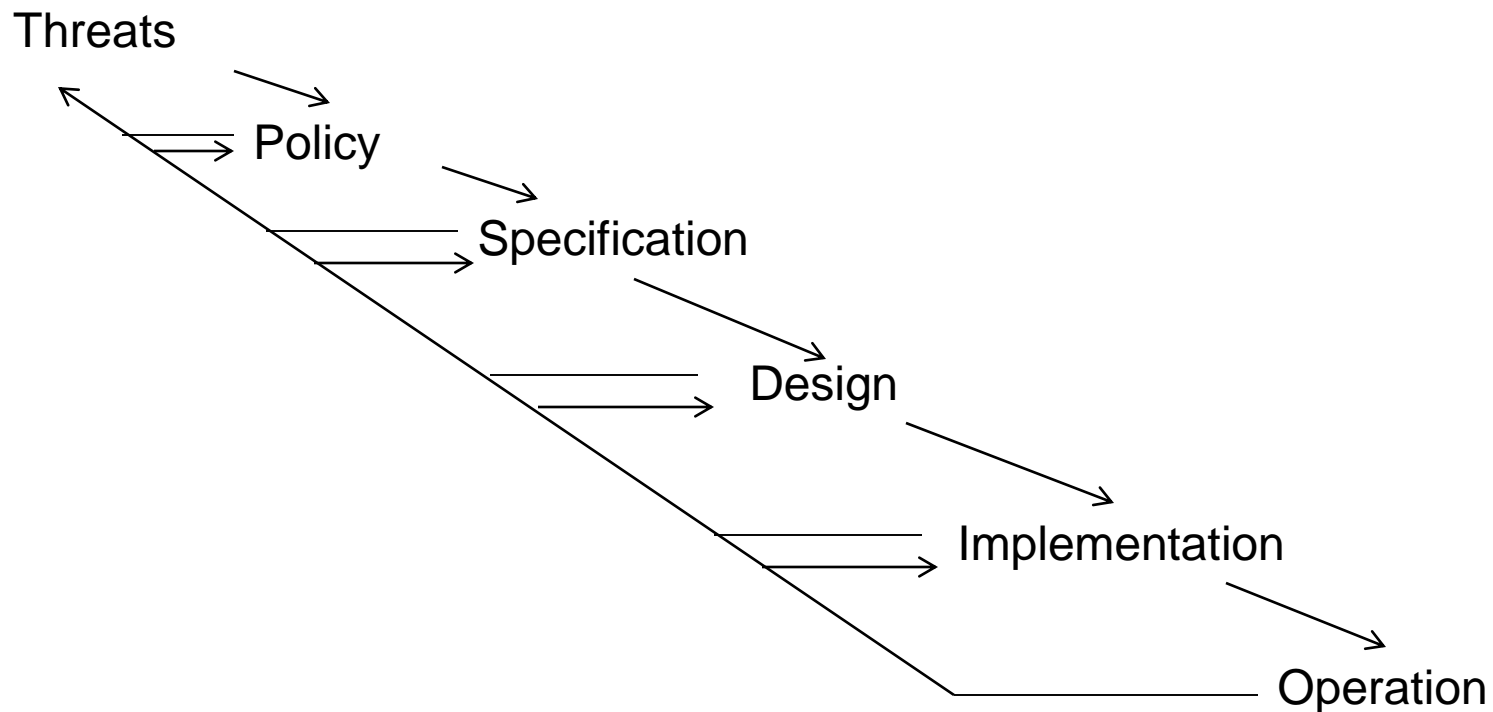 Threats
Policy
Specification
Design
Implementation
Operation